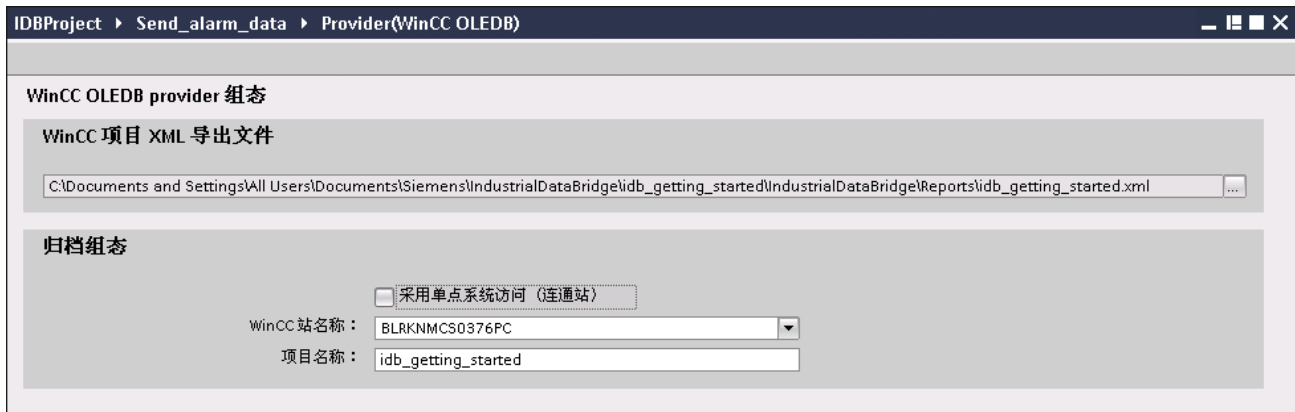 IDBProject ▸ Send_alarm_data ▸ Provider(WinCC OLEDB)
WinCC OLEDB provider 组态
WinCC 项目 XML 导出文件
C:\Documents and Settings\All Users\Documents\Siemens\IndustrialDataBridge\idb_getting_started\IndustrialDataBridge\Reports\idb_getting_started.xml ...
归档组态
采用单点系统访问（连通站）
WinCC 站名称： BLRKNMCS0376PC
项目名称： idb_getting_started